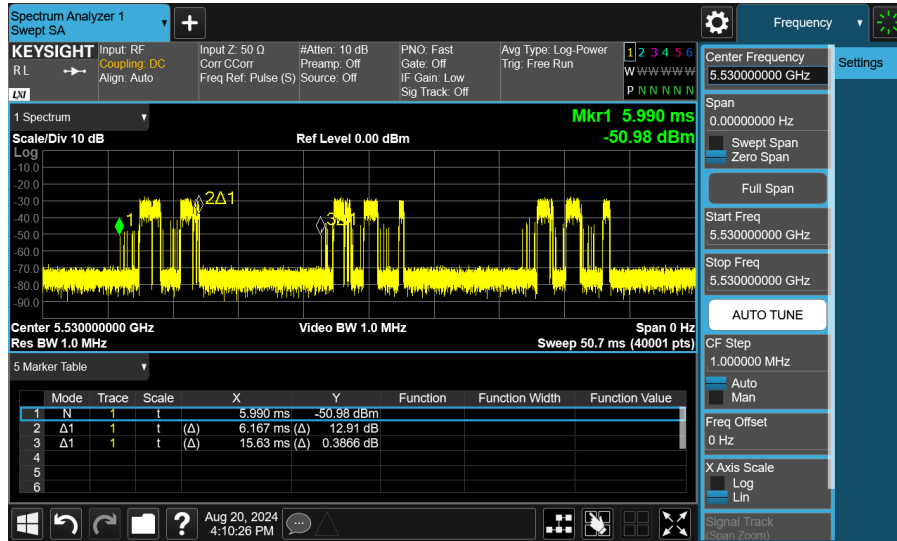 Spectrum Analyzer 1
Swept SA
Frequency
KEYSIGHT
R L
LXI
Input: RF
Coupling: DC
Align: Auto
Input Z: 50 Ω
Corr CCorr
Freq Ref: Pulse (S)
#Atten: 10 dB
Preamp: Off
Source: Off
PNO: Fast
Gate: Off
IF Gain: Low
Sig Track: Off
Avg Type: Log-Power
Trig: Free Run
1 2 3 4 5 6
W W W W W W
P N N N N N
1 Spectrum
Scale/Div 10 dB
Ref Level 0.00 dBm
Mkr1 5.990 ms
-50.98 dBm
Log
-10.0
-20.0
-30.0
-40.0
-50.0
-60.0
-70.0
-80.0
-90.0
1
2Δ1
3Δ1
Center 5.530000000 GHz
Video BW 1.0 MHz
Span 0 Hz
Res BW 1.0 MHz
Sweep 50.7 ms (40001 pts)
5 Marker Table
Mode Trace Scale X Y Function Function Width Function Value
1 N 1 t 5.990 ms -50.98 dBm
2 Δ1 1 t (Δ) 6.167 ms (Δ) 12.91 dB
3 Δ1 1 t (Δ) 15.63 ms (Δ) 0.3866 dB
4
5
6
Aug 20, 2024
4:10:26 PM
Center Frequency
5.530000000 GHz
Span
0.00000000 Hz
Swept Span
Zero Span
Full Span
Start Freq
5.530000000 GHz
Stop Freq
5.530000000 GHz
AUTO TUNE
CF Step
1.000000 MHz
Auto
Man
Freq Offset
0 Hz
X Axis Scale
Log
Lin
Signal Track
(Span Zoom)
Settings